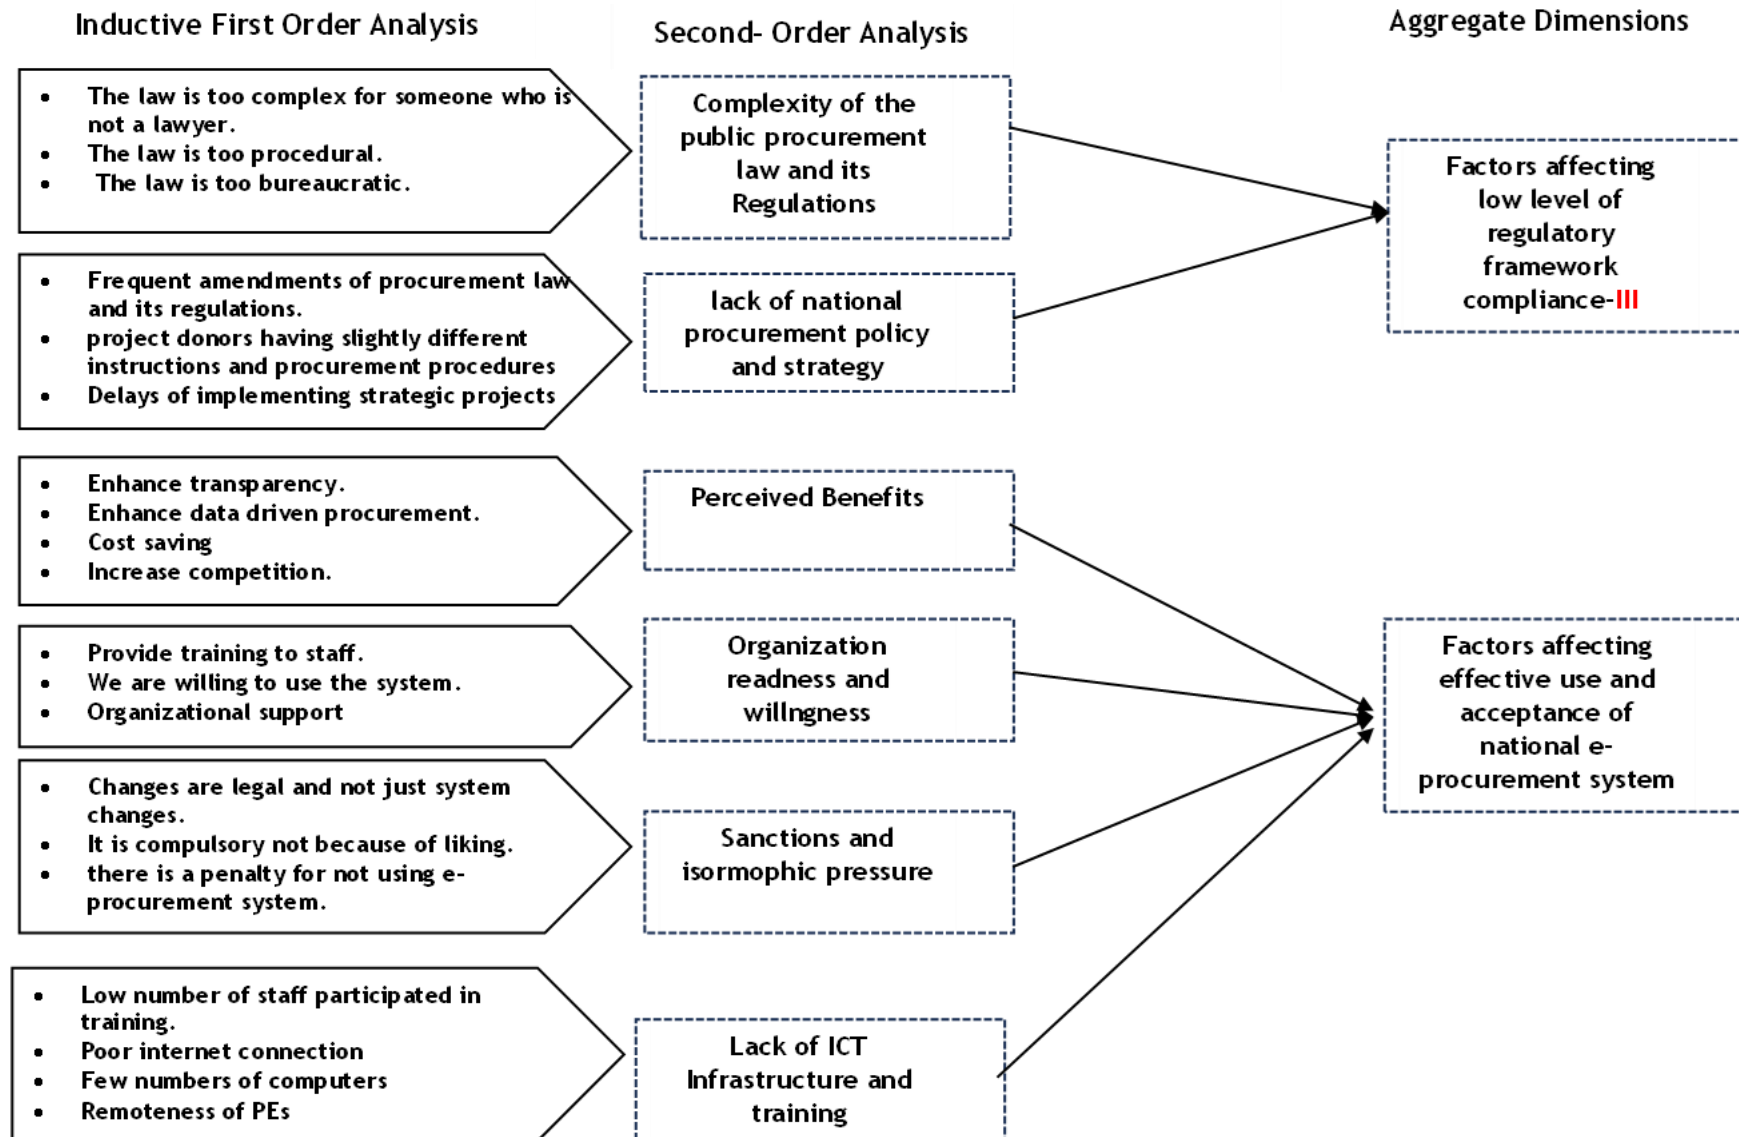 Inductive First Order Analysis
Second- Order Analysis
Aggregate Dimensions
• The law is too complex for someone who is
not a lawyer.
• The law is too procedural.
• The law is too bureaucratic.
Complexity of the
public procurement
law and its
Regulations
Factors affecting
low level of
regulatory
framework
compliance-III
• Frequent amendments of procurement law
and its regulations.
• project donors having slightly different
instructions and procurement procedures
• Delays of implementing strategic projects
lack of national
procurement policy
and strategy
• Enhance transparency.
• Enhance data driven procurement.
• Cost saving
• Increase competition.
Perceived Benefits
• Provide training to staff.
• We are willing to use the system.
• Organizational support
Organization
readness and
willngness
Factors affecting
effective use and
acceptance of
national e-
procurement system
• Changes are legal and not just system
changes.
• It is compulsory not because of liking.
• there is a penalty for not using e-
procurement system.
Sanctions and
isormophic pressure
• Low number of staff participated in
training.
• Poor internet connection
• Few numbers of computers
• Remoteness of PEs
Lack of ICT
Infrastructure and
training